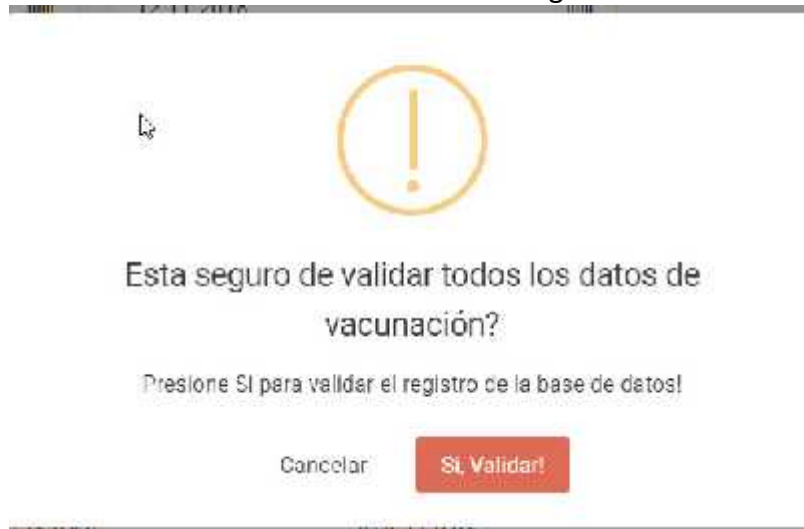 Esta seguro de validar todos los datos de
vacunación?
Presione Si para validar el registro de la base de datos!
Cancelar
Si, Validar!